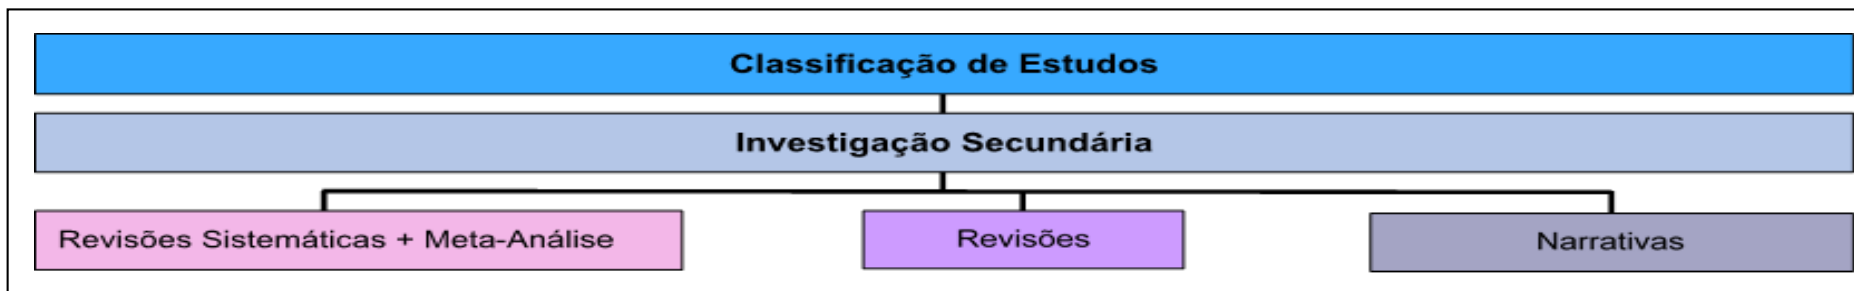 Classificação de Estudos
Investigação Secundária
Revisões Sistemáticas + Meta-Análise
Revisões
Narrativas